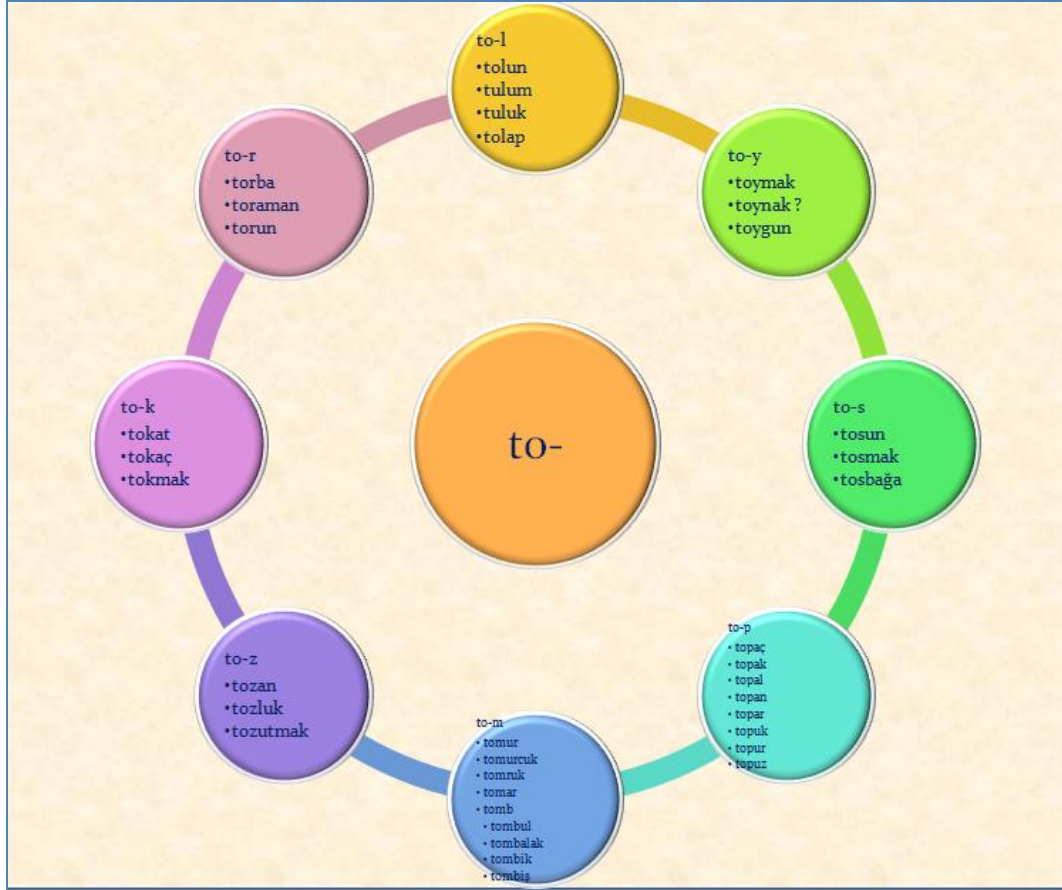 to-l
•tolun
•tulum
•tuluk
•tolap
to-y
•toymak
•toynak ?
•toygun
to-s
•tosun
•tosmak
•tosbağa
to-p
• topaç
• topak
• topal
• topan
• topar
• topuk
• topur
• topuz
to-m
• tomur
• tomurcuk
• tomruk
• tomar
• tomb
• tombul
• tombalak
• tombik
• tombiş
to-z
•tozan
•tozluk
•tozutmak
to-k
•tokat
•tokaç
•tokmak
to-r
•torba
•toraman
•torun
to-